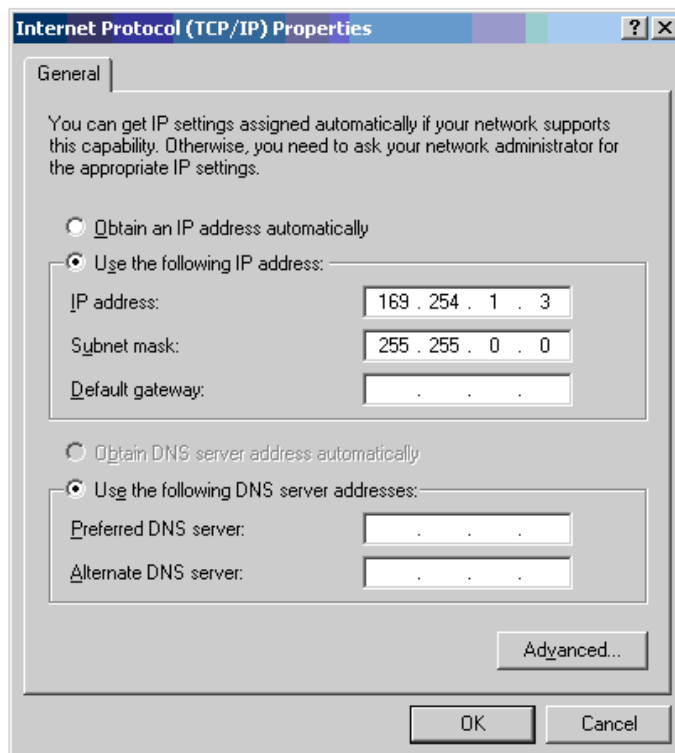 Internet Protocol (TCP/IP) Properties
General
You can get IP settings assigned automatically if your network supports
this capability. Otherwise, you need to ask your network administrator for
the appropriate IP settings.
Obtain an IP address automatically
Use the following IP address:
IP address: 169 . 254 . 1 . 3
Subnet mask: 255 . 255 . 0 . 0
Default gateway: . . .
Obtain DNS server address automatically
Use the following DNS server addresses:
Preferred DNS server: . . .
Alternate DNS server: . . .
Advanced...
OK Cancel